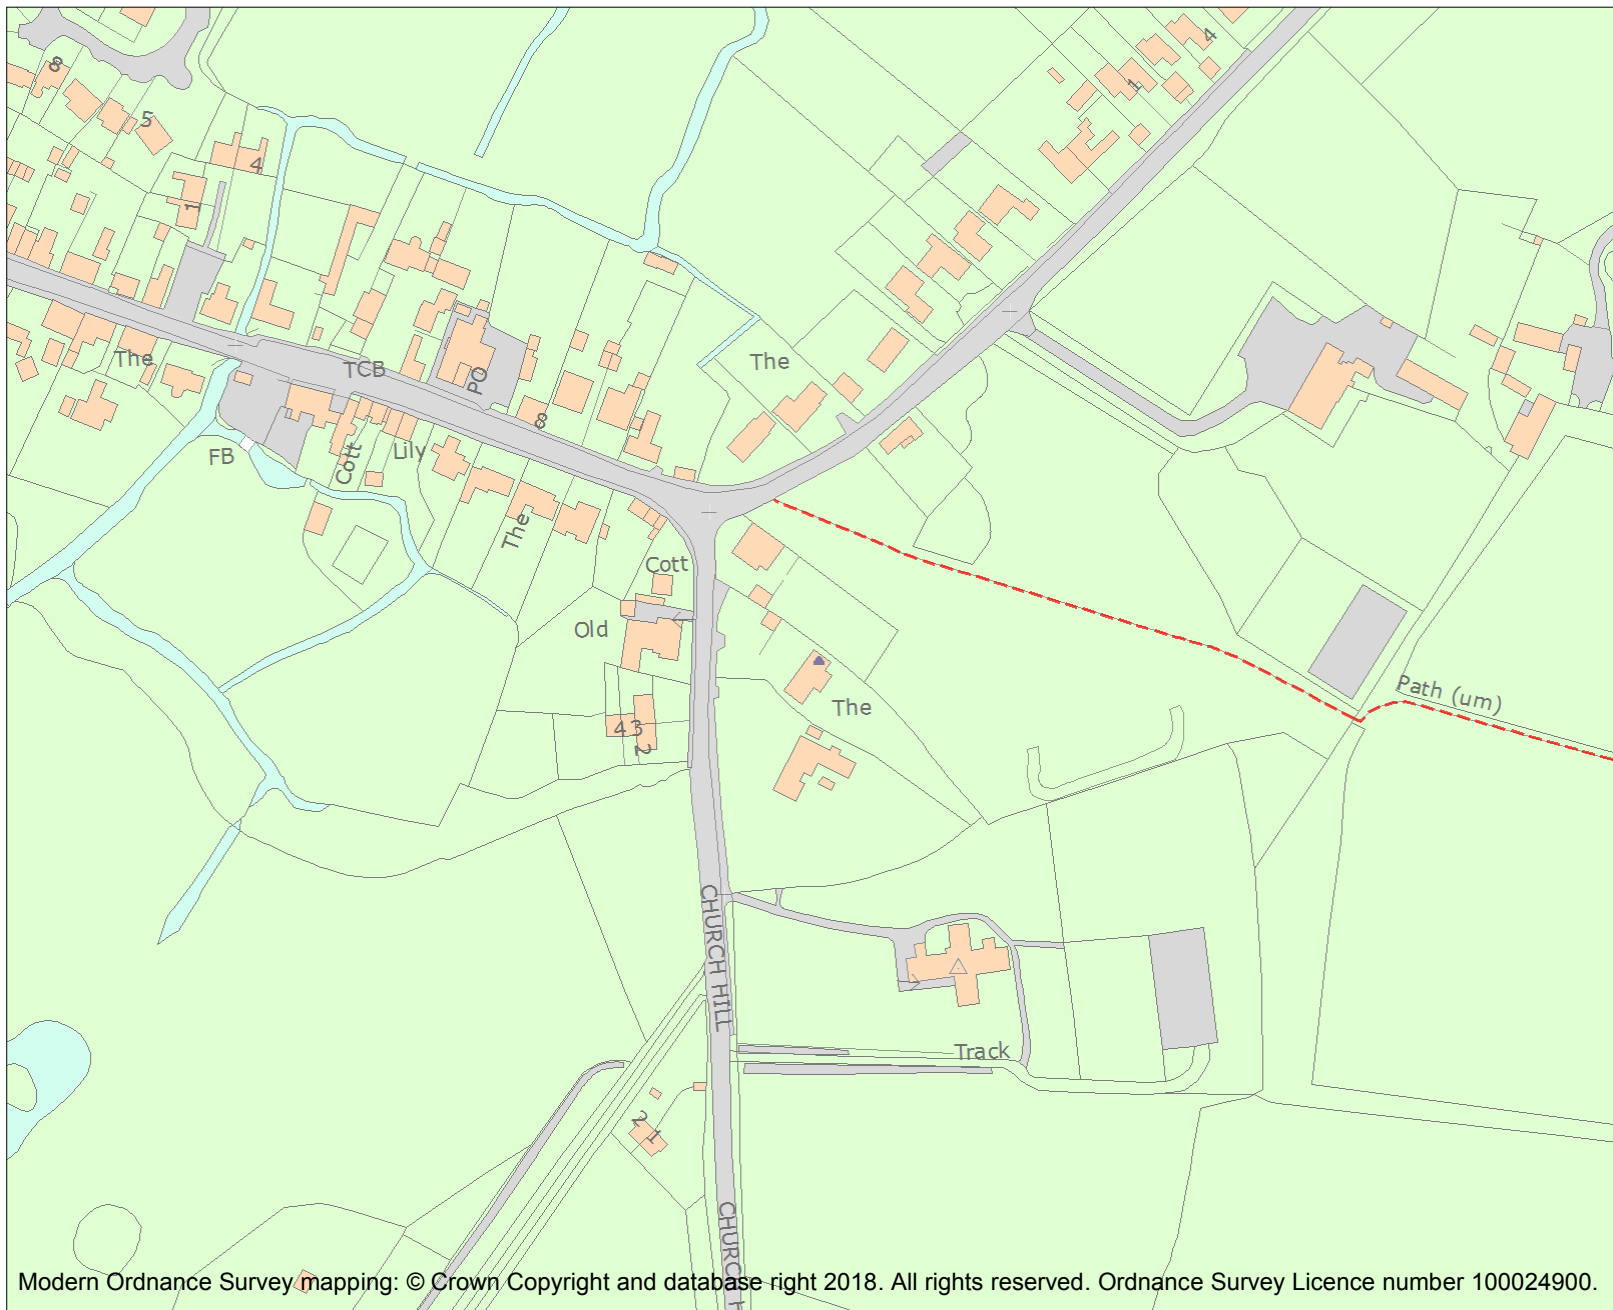 4
8
1
5
4
1
The
TCB
The
PO
8
FB
Cott
Lily
The
Cott
Old
Path (um)
The
43
2
CHURCH HILL
Track
2
1
CHURCH H
Modern Ordnance Survey mapping: © Crown Copyright and database right 2018. All rights reserved. Ordnance Survey Licence number 100024900.